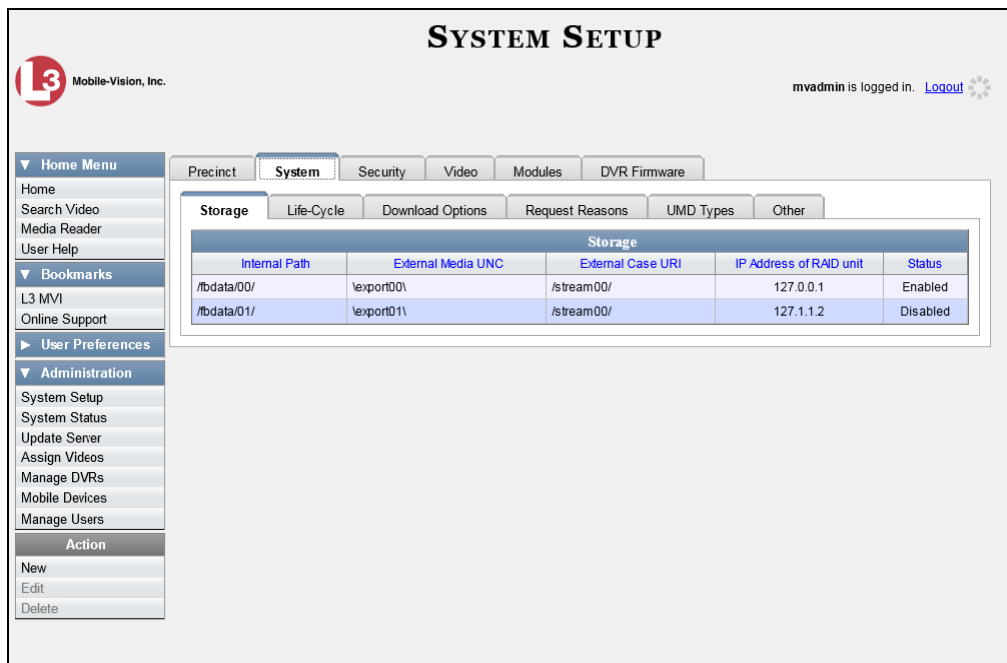 SYSTEM SETUP
L3 Mobile-Vision, Inc.
mvadmin is logged in. Logout
Home Menu
Home
Search Video
Media Reader
User Help
Bookmarks
L3 MVI
Online Support
User Preferences
Administration
System Setup
System Status
Update Server
Assign Videos
Manage DVRs
Mobile Devices
Manage Users
Action
New
Edit
Delete
Precinct System Security Video Modules DVR Firmware
Storage Life-Cycle Download Options Request Reasons UMD Types Other
Storage
Internal Path External Media UNC External Case URI IP Address of RAID unit Status
/fbdata/00/ \export00\ /stream00/ 127.0.0.1 Enabled
/fbdata/01/ \export01\ /stream00/ 127.1.1.2 Disabled